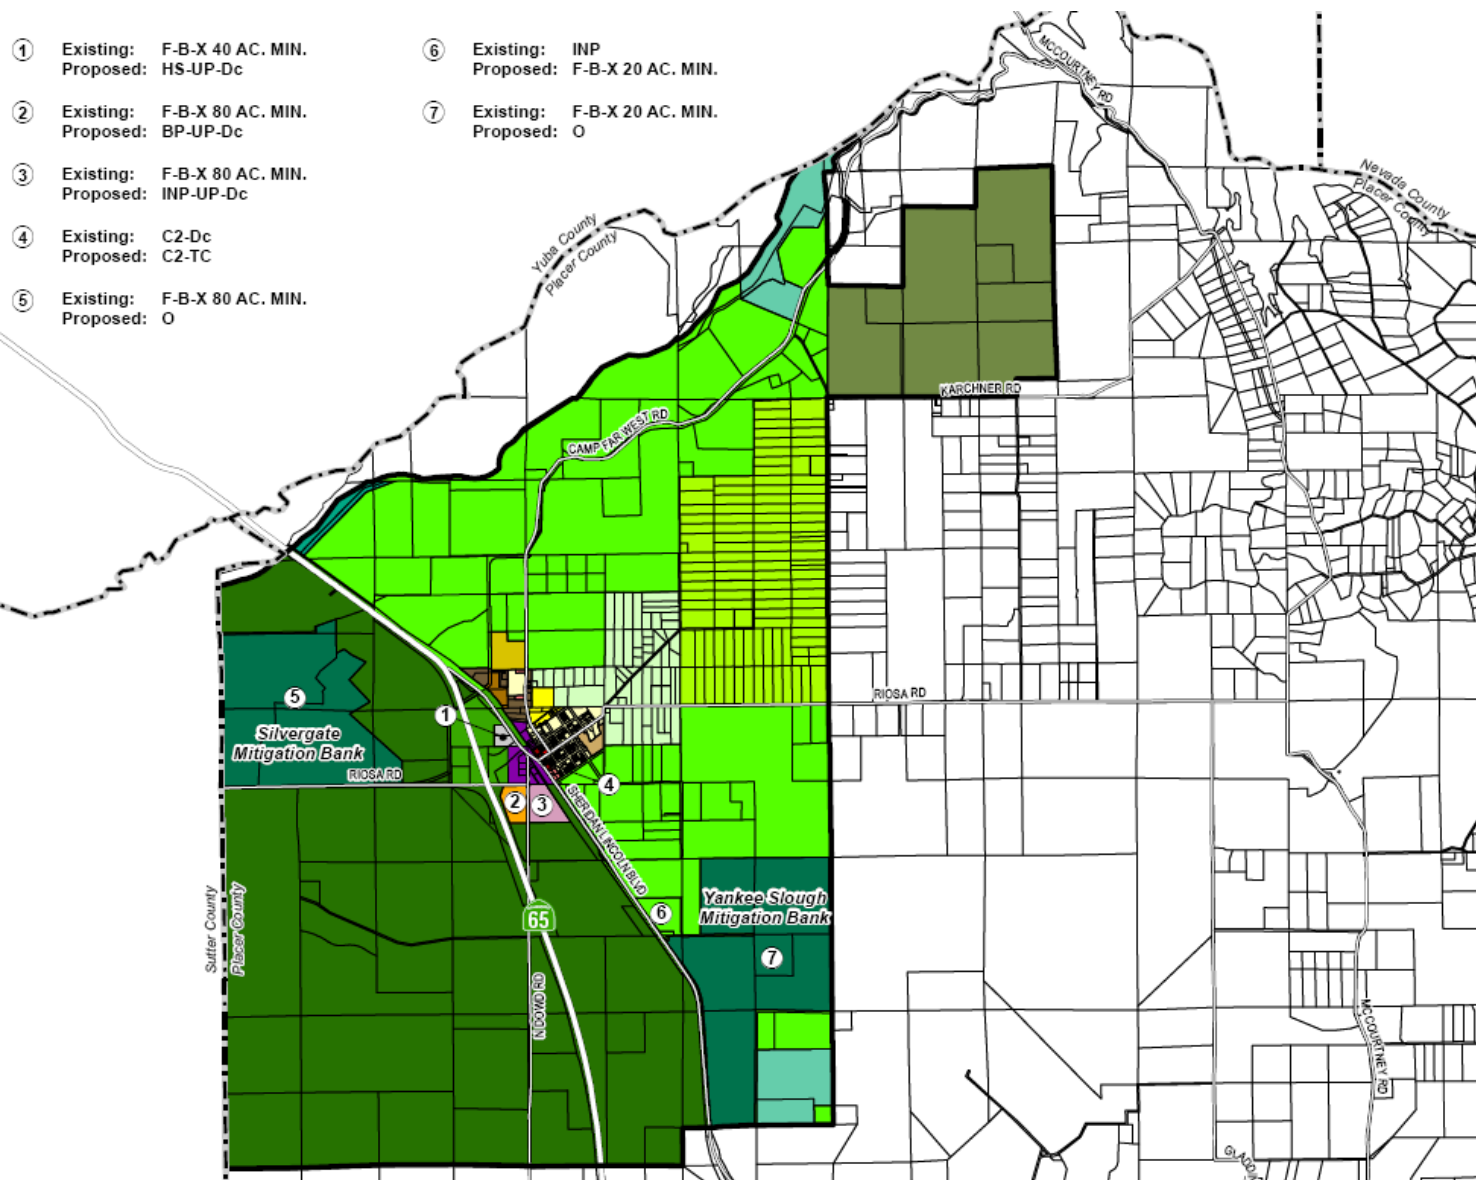 1 Existing: F-B-X 40 AC. MIN.
Proposed: HS-UP-Dc
2 Existing: F-B-X 80 AC. MIN.
Proposed: BP-UP-Dc
3 Existing: F-B-X 80 AC. MIN.
Proposed: INP-UP-Dc
4 Existing: C2-Dc
Proposed: C2-TC
5 Existing: F-B-X 80 AC. MIN.
Proposed: O
6 Existing: INP
Proposed: F-B-X 20 AC. MIN.
7 Existing: F-B-X 20 AC. MIN.
Proposed: O
MCCOURTNEY RD
Nevada County
Placer County
Yuba County
Placer County
KARCHNER RD
CAMP FAR WEST RD
RIOSA RD
5
Silvergate
Mitigation Bank
RIOSA RD
1
2
3
4
SHERIDAN LINCOLN BLVD
Sutter County
Placer County
65
6
Yankee Slough
Mitigation Bank
7
N DOWD RD
MCCOURTNEY RD